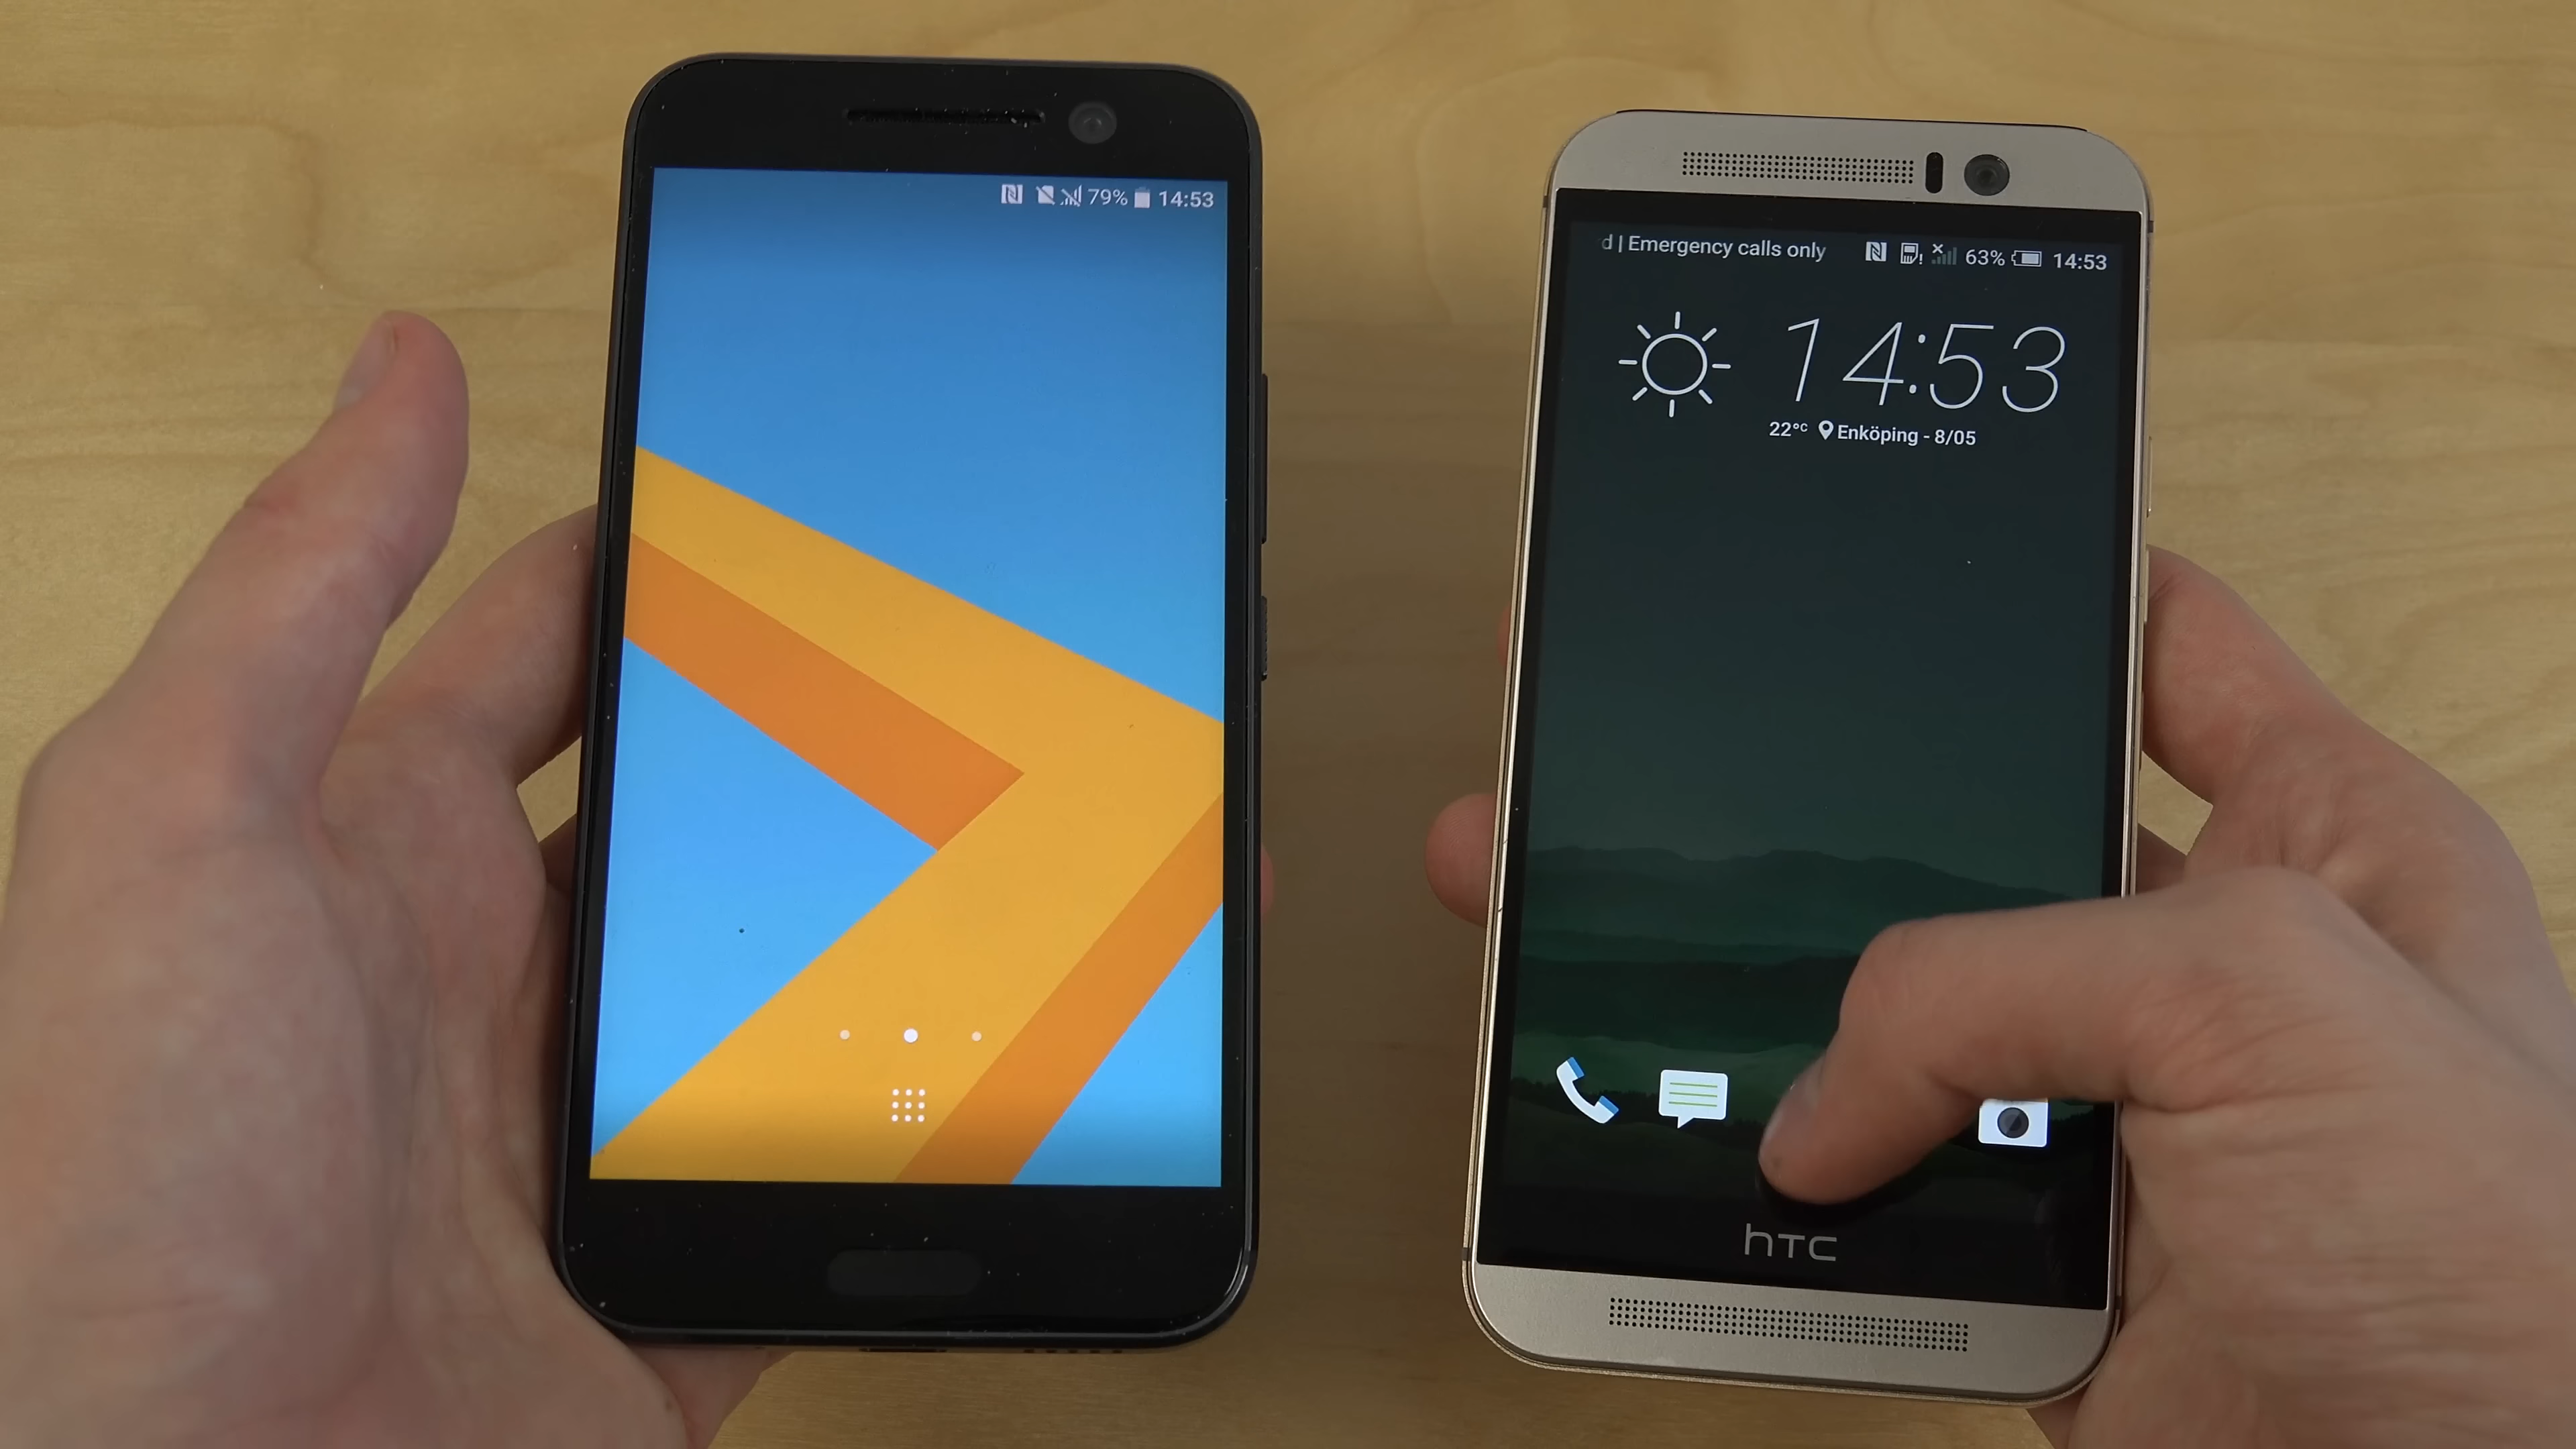 79% 14:53
d | Emergency calls only 63% 14:53
14:53
22°C Enköping - 8/05
hTC